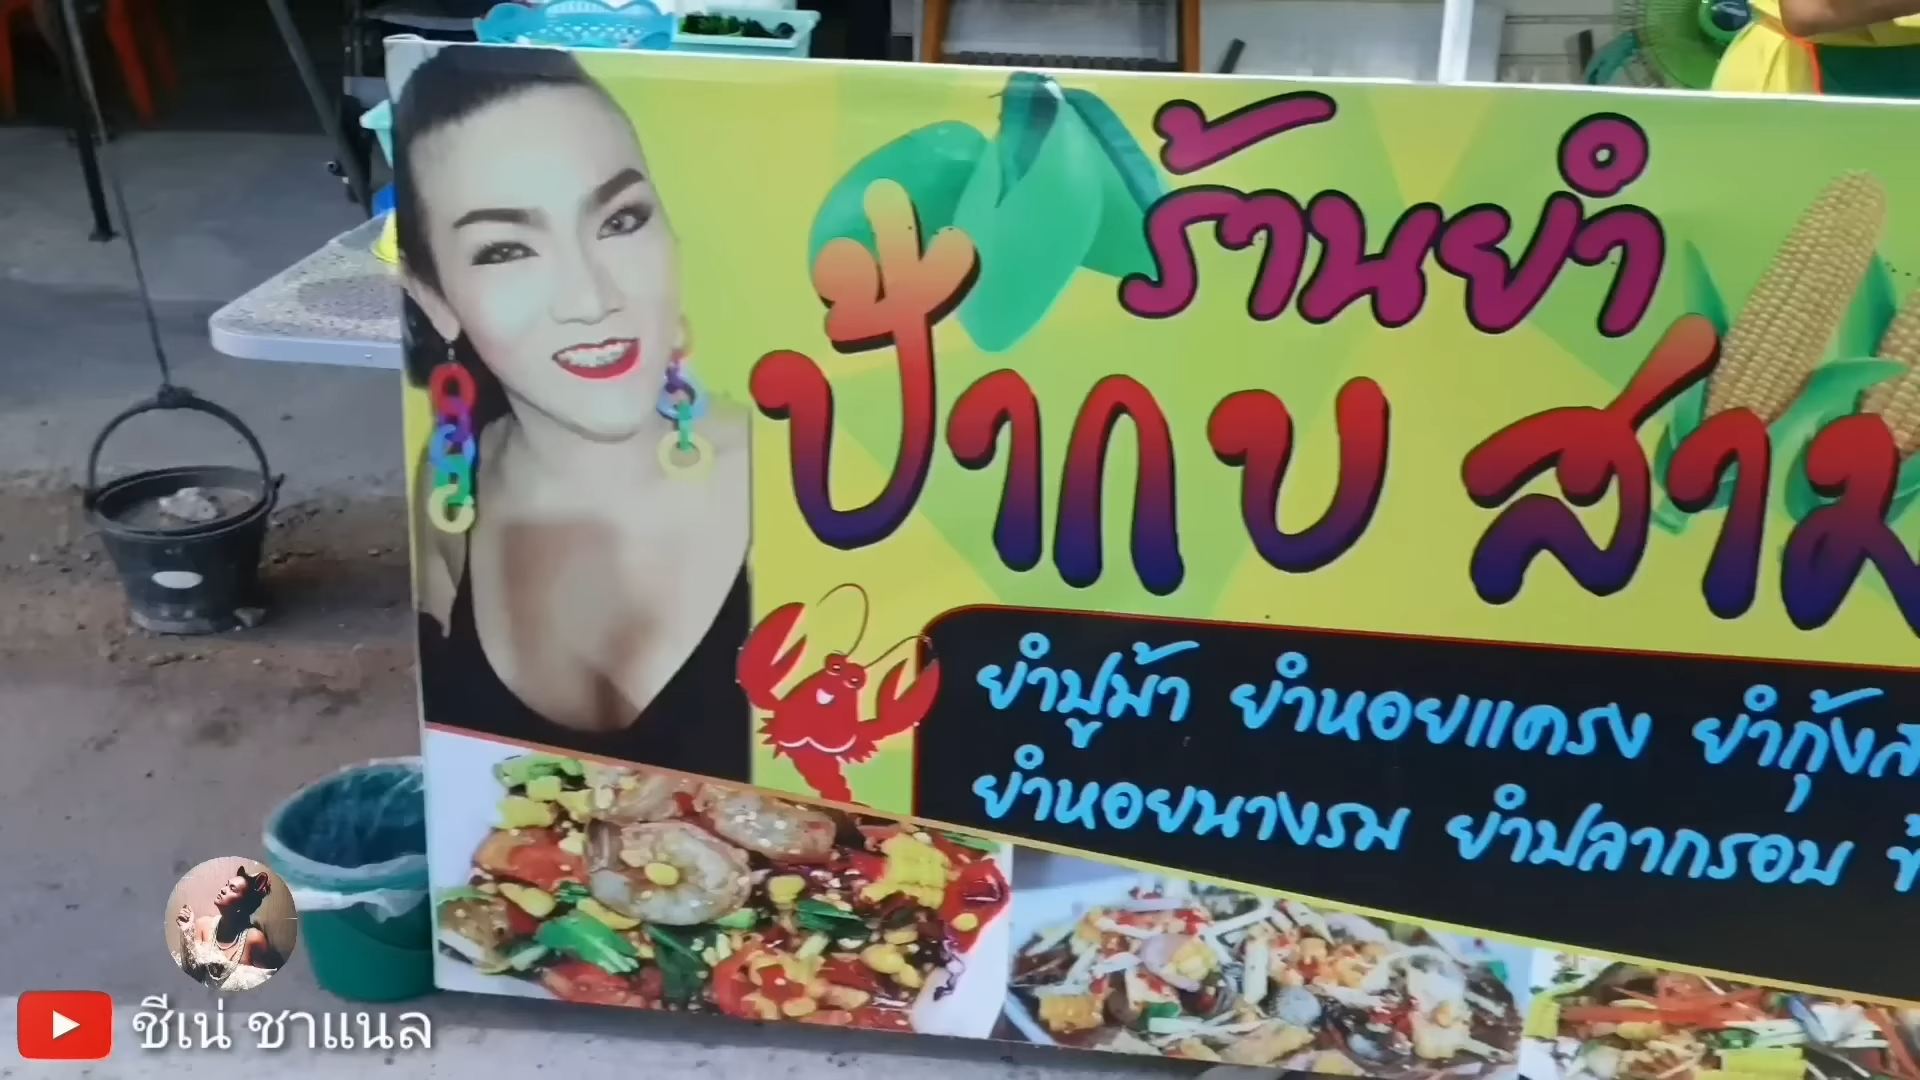 ร้านยำ
ป้ากบ สาม
ยำปูม้า ยำหอยแครง ยำกุ้งส
ยำหอยนางรม ยำปลากรอบ
ชีเน่ ชาแนล